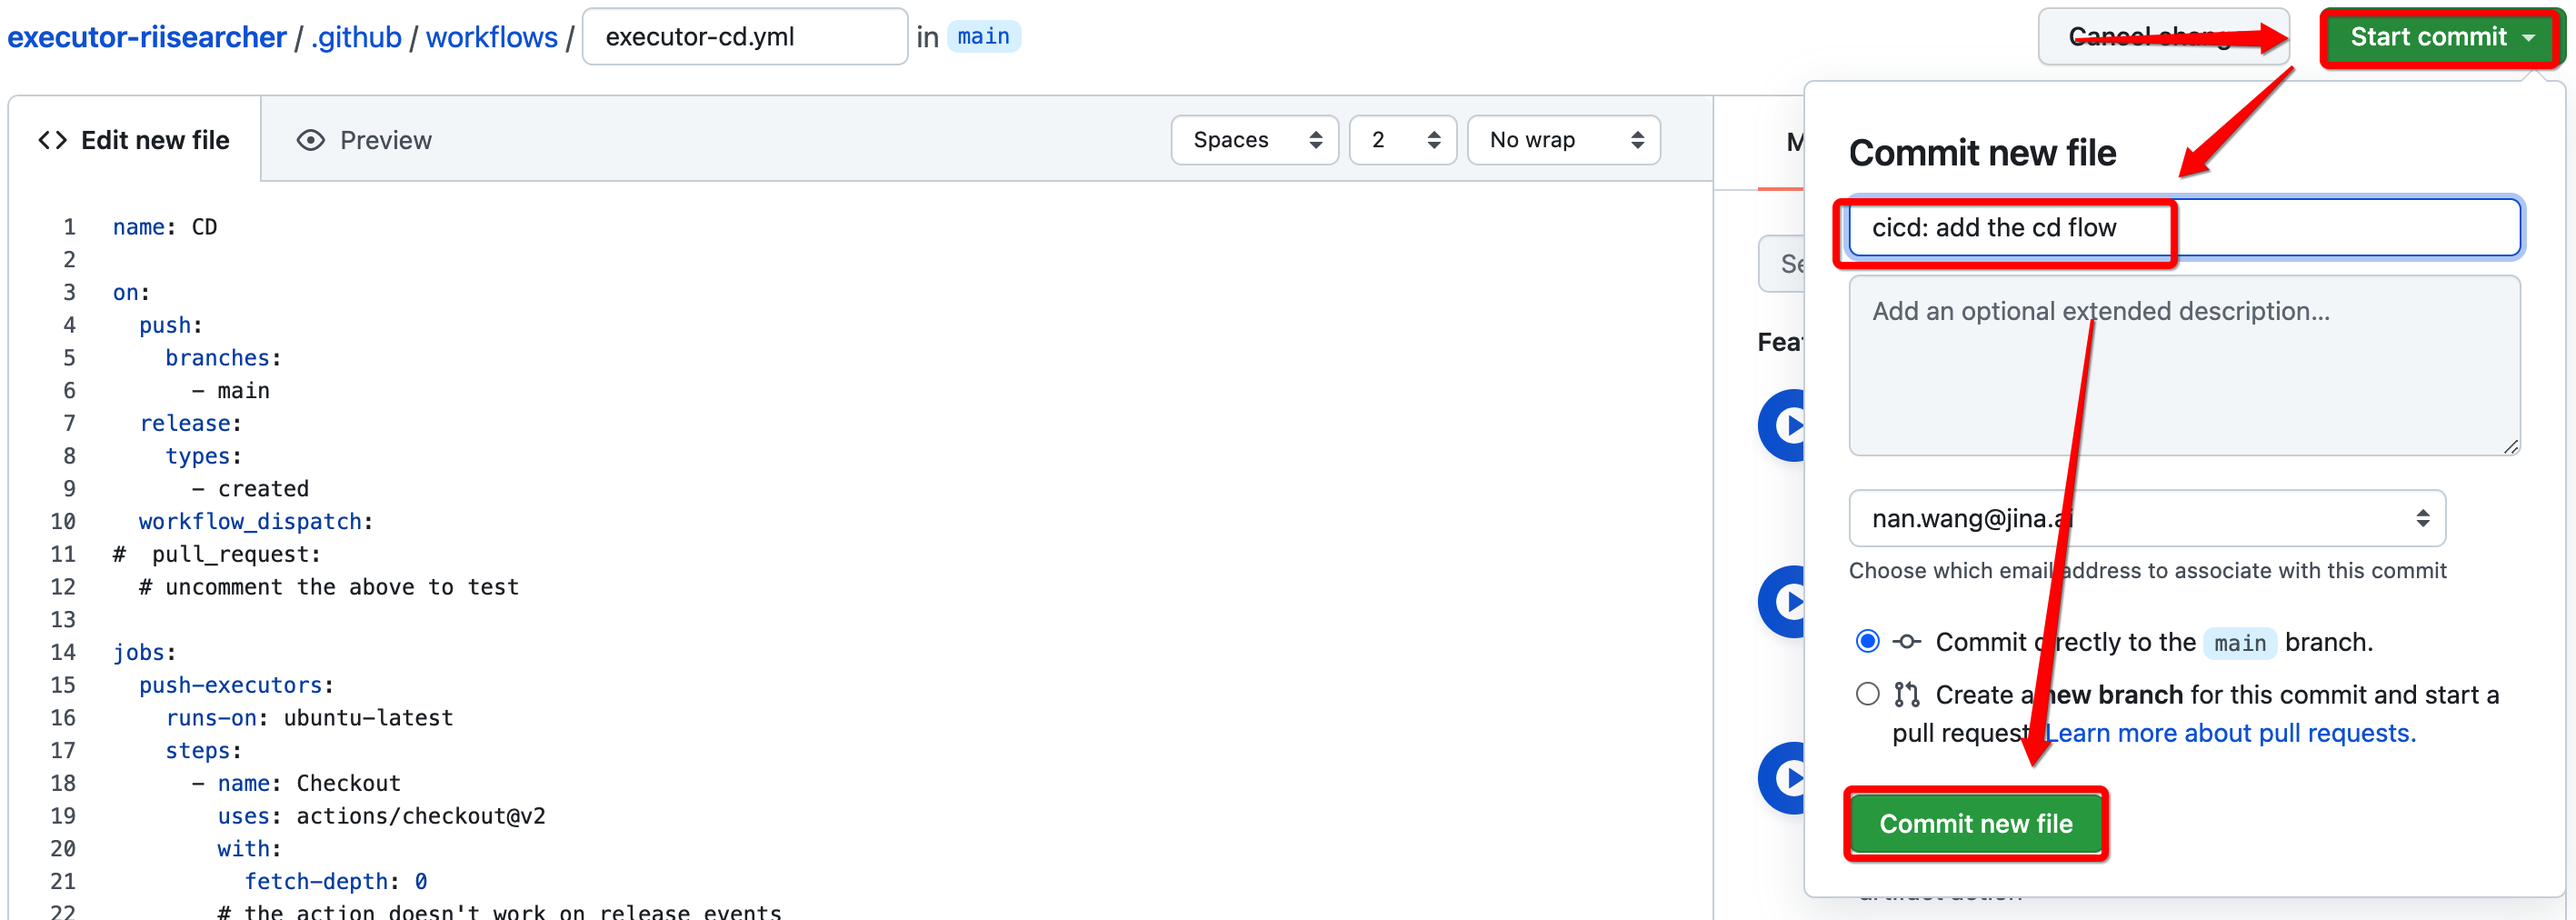 executor-riisearcher / .github / workflows / executor-cd.yml in main
Start commit
Edit new file
Preview
Spaces
2
No wrap
1 name: CD
2
3 on:
4 push:
5 branches:
6 - main
7 release:
8 types:
9 - created
10 workflow_dispatch:
11 # pull_request:
12 # uncomment the above to test
13
14 jobs:
15 push-executors:
16 runs-on: ubuntu-latest
17 steps:
18 - name: Checkout
19 uses: actions/checkout@v2
20 with:
21 fetch-depth: 0
22 # the action doesn't work on release events
Commit new file
cicd: add the cd flow
Add an optional extended description...
nan.wang@jina.ai
Choose which email address to associate with this commit
Commit directly to the main branch.
Create a new branch for this commit and start a
pull request. Learn more about pull requests.
Commit new file